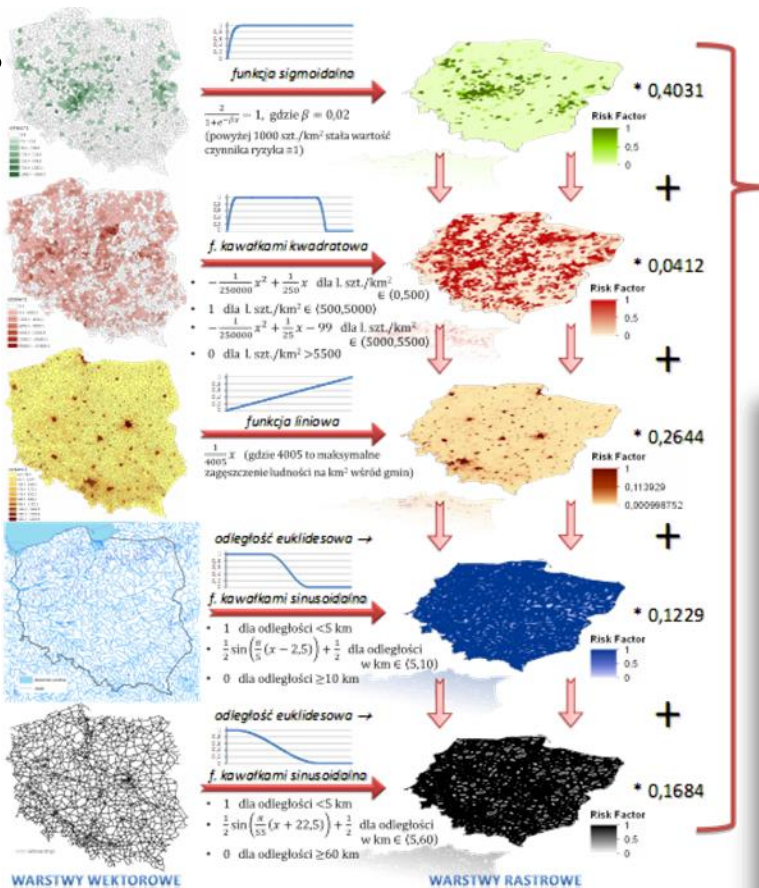 funkcja sigmoidalna
* 0,4031
2/(1+e^{-βx}) − 1, gdzie β = 0,02
(powyżej 1000 szt./km² stała wartość
czynnika ryzyka ≅1)
Risk Factor
1
0,5
0
+
f. kawałkami kwadratowa
* 0,0412
• −1/250000 x² + 1/250 x dla l. szt./km² ∈ (0,500)
• 1 dla l. szt./km² ∈ ⟨500,5000⟩
• −1/250000 x² + 1/25 x − 99 dla l. szt./km² ∈ (5000,5500)
• 0 dla l. szt./km² >5500
Risk Factor
1
0,5
0
+
funkcja liniowa
* 0,2644
1/4005 x (gdzie 4005 to maksymalne
zagęszczenie ludności na km² wśród gmin)
Risk Factor
1
0,113929
0,000998752
+
odległość euklidesowa →
f. kawałkami sinusoidalna
* 0,1229
• 1 dla odległości <5 km
• 1/2 sin(π/5 (x − 2,5)) + 1/2 dla odległości
w km ∈ ⟨5,10)
• 0 dla odległości ≥10 km
Risk Factor
1
0,5
0
+
odległość euklidesowa →
f. kawałkami sinusoidalna
* 0,1684
• 1 dla odległości <5 km
• 1/2 sin(π/55 (x + 22,5)) + 1/2 dla odległości
w km ∈ ⟨5,60)
• 0 dla odległości ≥60 km
Risk Factor
1
0,5
0
WARSTWY WEKTOROWE
WARSTWY RASTROWE